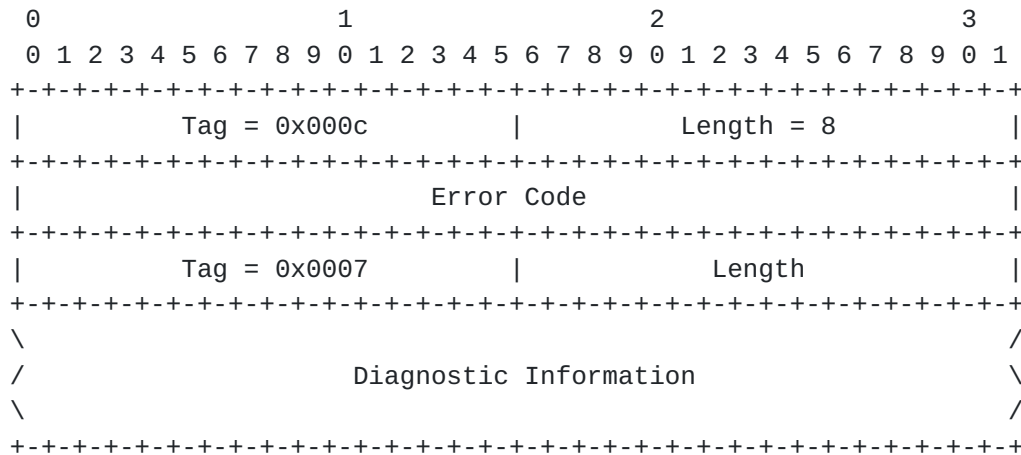 0                   1                   2                   3
 0 1 2 3 4 5 6 7 8 9 0 1 2 3 4 5 6 7 8 9 0 1 2 3 4 5 6 7 8 9 0 1
+-+-+-+-+-+-+-+-+-+-+-+-+-+-+-+-+-+-+-+-+-+-+-+-+-+-+-+-+-+-+-+-+
|          Tag = 0x000c         |          Length = 8           |
+-+-+-+-+-+-+-+-+-+-+-+-+-+-+-+-+-+-+-+-+-+-+-+-+-+-+-+-+-+-+-+-+
|                          Error Code                           |
+-+-+-+-+-+-+-+-+-+-+-+-+-+-+-+-+-+-+-+-+-+-+-+-+-+-+-+-+-+-+-+-+
|          Tag = 0x0007         |            Length             |
+-+-+-+-+-+-+-+-+-+-+-+-+-+-+-+-+-+-+-+-+-+-+-+-+-+-+-+-+-+-+-+-+
\                                                               /
/                     Diagnostic Information                    \
\                                                               /
+-+-+-+-+-+-+-+-+-+-+-+-+-+-+-+-+-+-+-+-+-+-+-+-+-+-+-+-+-+-+-+-+